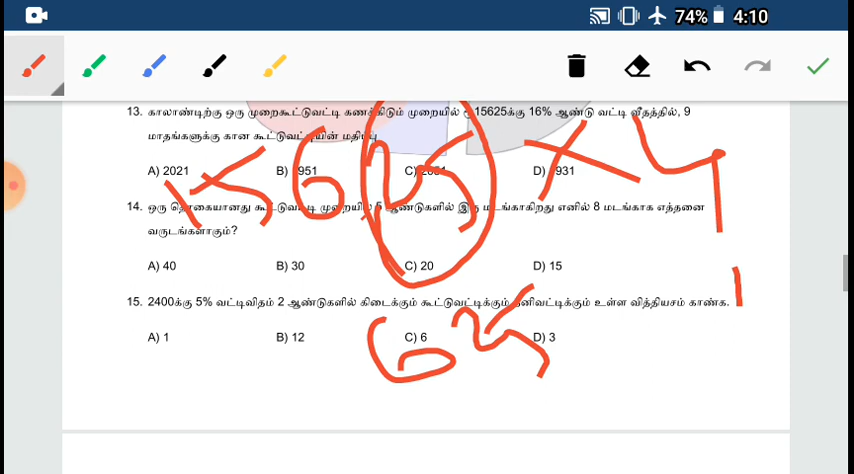 74% 4:10
13. காலாண்டிற்கு ஒரு முறைகூட்டுவட்டி கணக்கிடும் முறையில் 15625க்கு 16% ஆண்டு வட்டி வீதத்தில், 9
மாதங்களுக்கு கான கூட்டுவட்டியின் மதிப்பு
A) 2021 B) 951 C) D) 931
15625 × 4
14. ஒரு தொகையானது கூட்டுவட்டி முறையில் 5 ஆண்டுகளில் இரு மடங்காகிறது எனில் 8 மடங்காக எத்தனை
வருடங்களாகும்?
A) 40 B) 30 C) 20 D) 15
15. 2400க்கு 5% வட்டிவிதம் 2 ஆண்டுகளில் கிடைக்கும் கூட்டுவட்டிக்கும் தனிவட்டிக்கும் உள்ள வித்தியசம் காண்க.
A) 1 B) 12 C) 6 D) 3
625